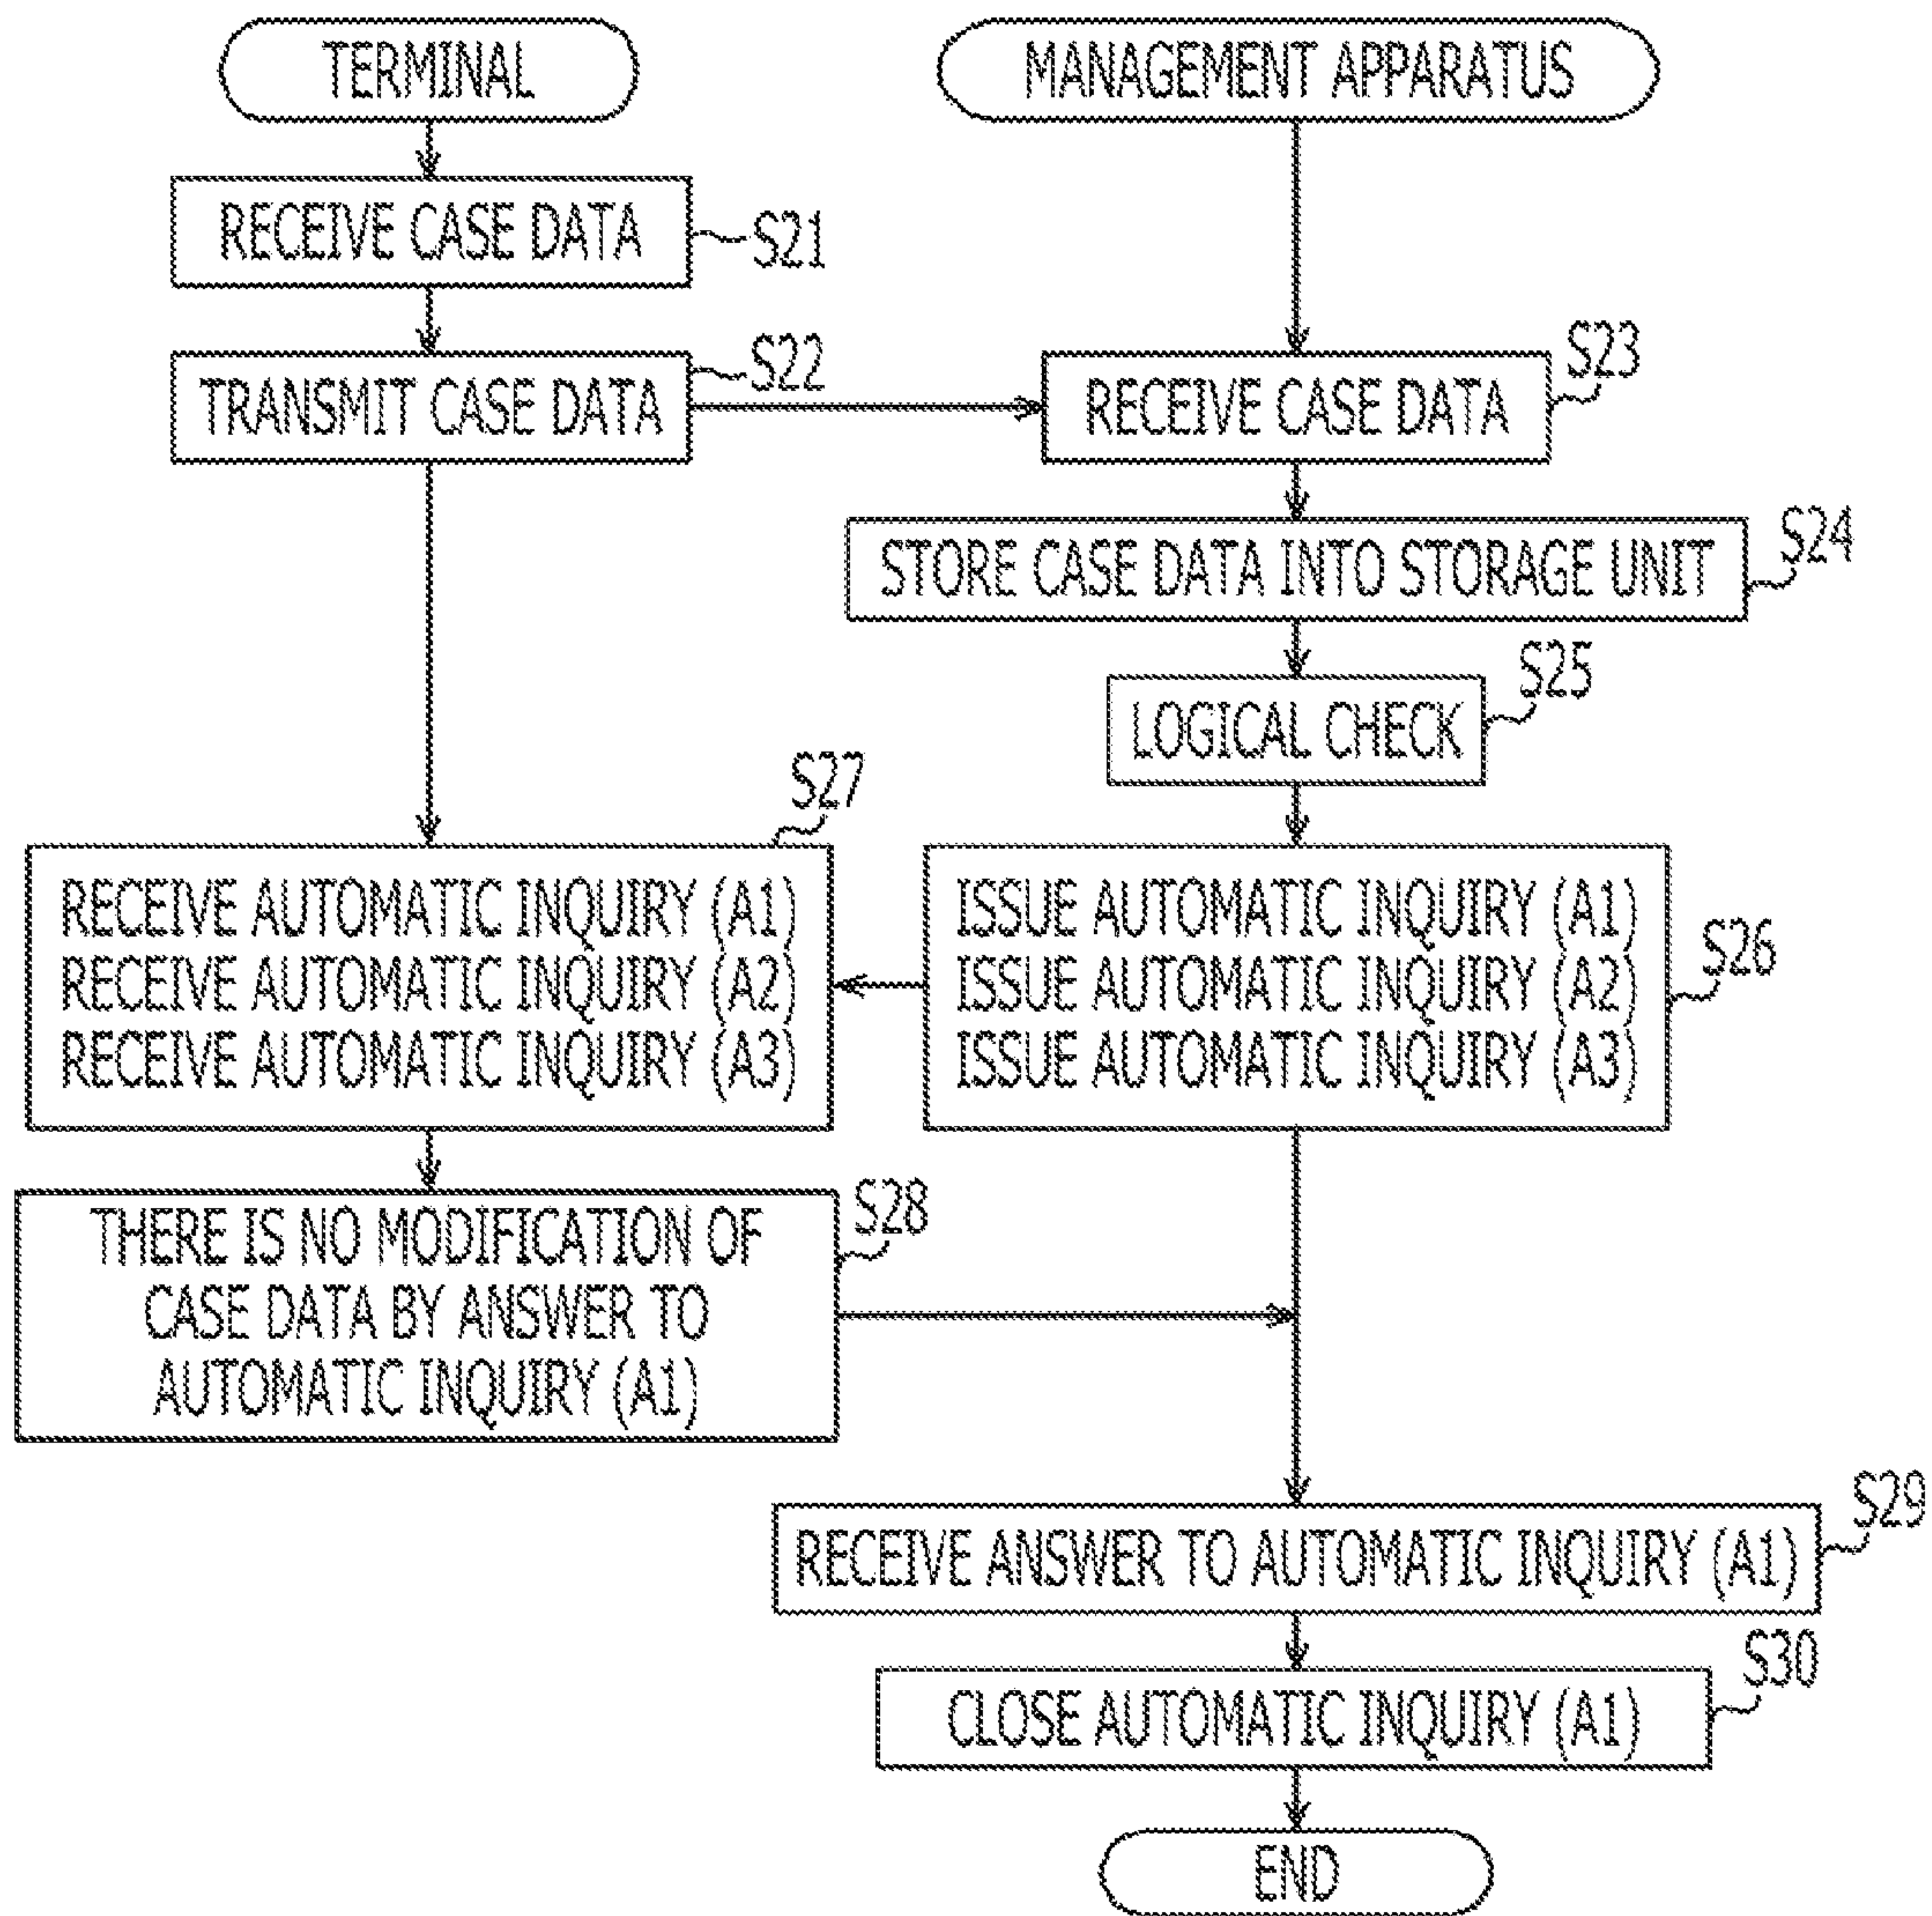 TERMINAL
MANAGEMENT APPARATUS
RECEIVE CASE DATA
S21
TRANSMIT CASE DATA
S22
RECEIVE CASE DATA
S23
STORE CASE DATA INTO STORAGE UNIT
S24
LOGICAL CHECK
S25
ISSUE AUTOMATIC INQUIRY (A1)
ISSUE AUTOMATIC INQUIRY (A2)
ISSUE AUTOMATIC INQUIRY (A3)
S26
S27
RECEIVE AUTOMATIC INQUIRY (A1)
RECEIVE AUTOMATIC INQUIRY (A2)
RECEIVE AUTOMATIC INQUIRY (A3)
S28
THERE IS NO MODIFICATION OF
CASE DATA BY ANSWER TO
AUTOMATIC INQUIRY (A1)
S29
RECEIVE ANSWER TO AUTOMATIC INQUIRY (A1)
S30
CLOSE AUTOMATIC INQUIRY (A1)
END